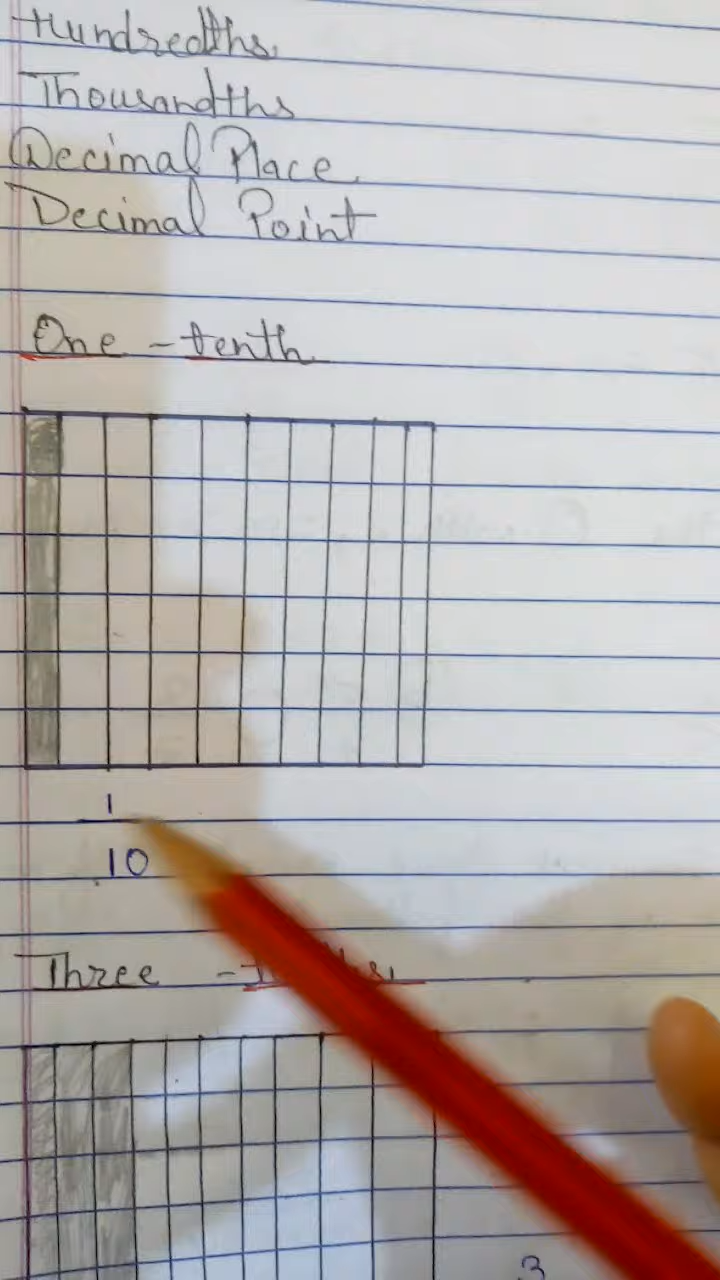 Hundredths
Thousandths
Decimal Place
Decimal Point
One - tenth
1
10
Three -
3